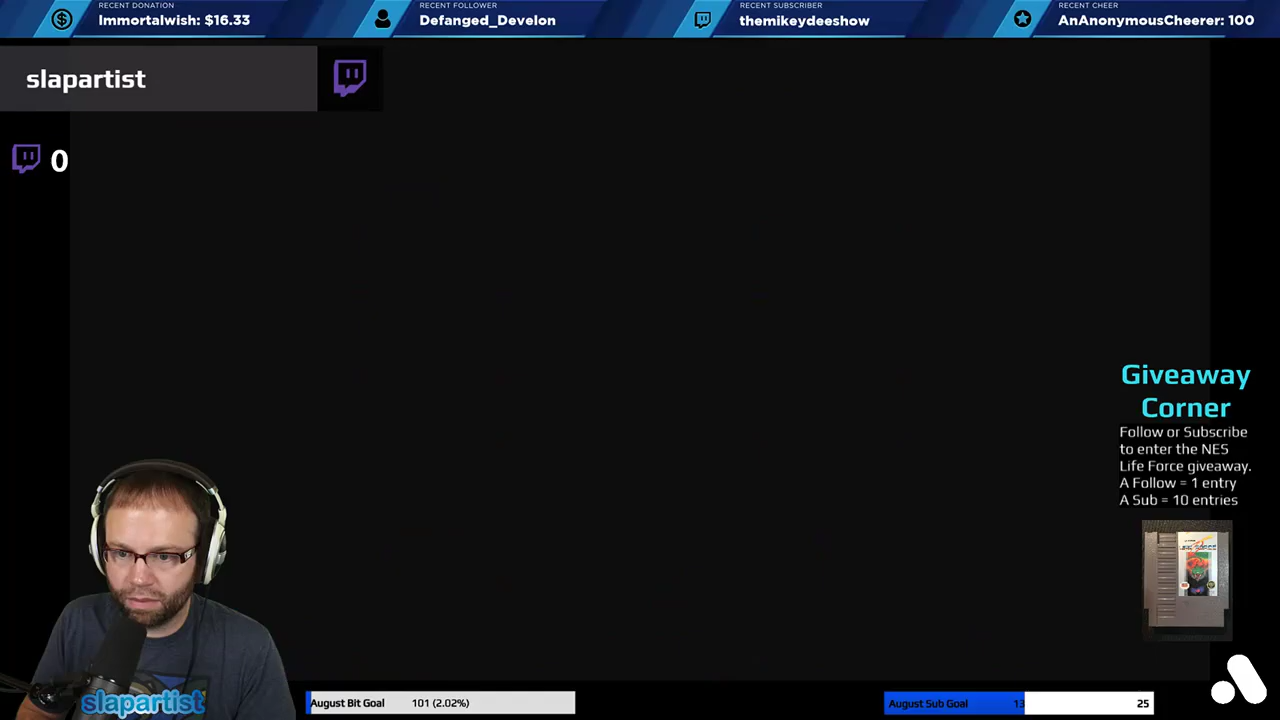 RECENT DONATION
Immortalwish: $16.33
RECENT FOLLOWER
Defanged_Develon
RECENT SUBSCRIBER
themikeydeeshow
RECENT CHEER
AnAnonymousCheerer: 100
slapartist
0
Giveaway
Corner
Follow or Subscribe
to enter the NES
Life Force giveaway.
A Follow = 1 entry
A Sub = 10 entries
slapartist
August Bit Goal 101 (2.02%)
August Sub Goal 13 25